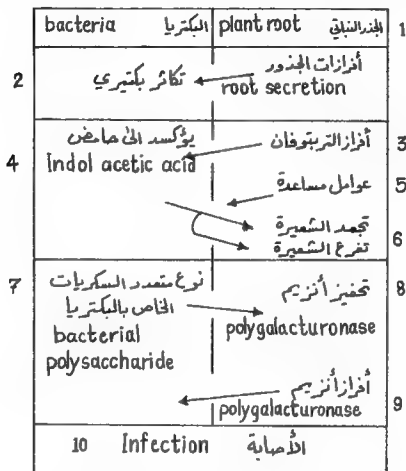 bacteria البكتريا plant root الجذر النباتي 1
2 تكاثر بكتيري أفرازات الجذور
root secretion
يؤكسد الى حامض أفراز التربتوفان 3
4 Indol acetic acid
عوامل مساعدة 5
تجعد الشعيرة
تفرع الشعيرة 6
7 نوع متعدد السكريات تحفيز أنزيم 8
الخاص بالبكتريا
bacterial polygalacturonase
polysaccharide
أفراز أنزيم
polygalacturonase 9
10 Infection الأصابة